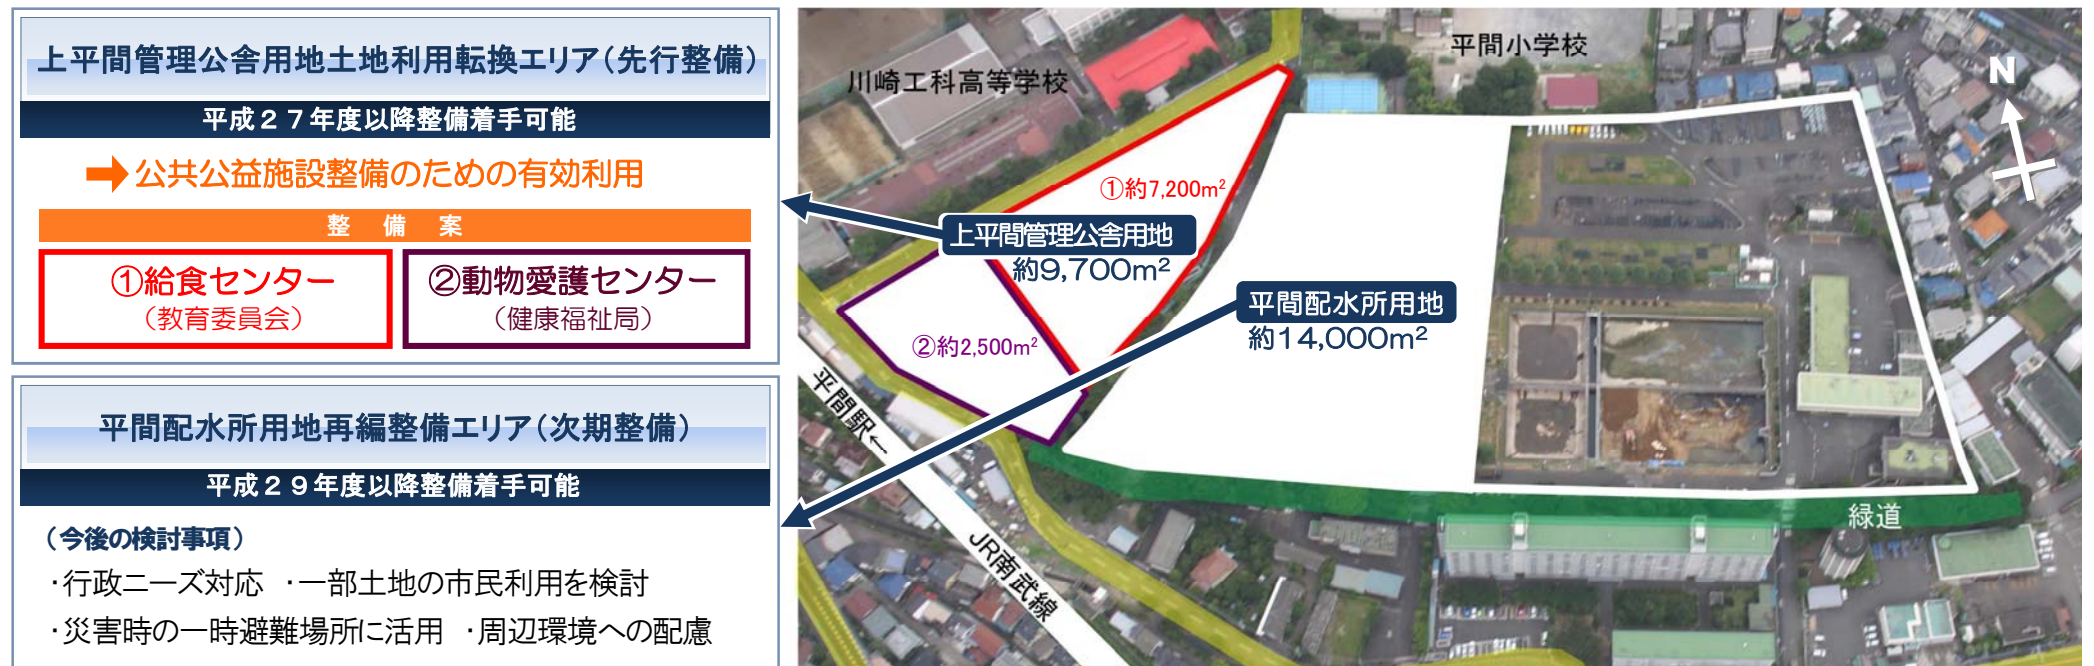 上平間管理公舎用地土地利用転換エリア（先行整備）
平成２７年度以降整備着手可能
➡公共公益施設整備のための有効利用
整　備　案
①給食センター
（教育委員会）
②動物愛護センター
（健康福祉局）
平間配水所用地再編整備エリア（次期整備）
平成２９年度以降整備着手可能
（今後の検討事項）
・行政ニーズ対応 ・一部土地の市民利用を検討
・災害時の一時避難場所に活用 ・周辺環境への配慮
川崎工科高等学校
平間小学校
N
①約7,200m²
上平間管理公舎用地
約9,700m²
平間配水所用地
約14,000m²
②約2,500m²
平間駅←
JR南武線
緑道